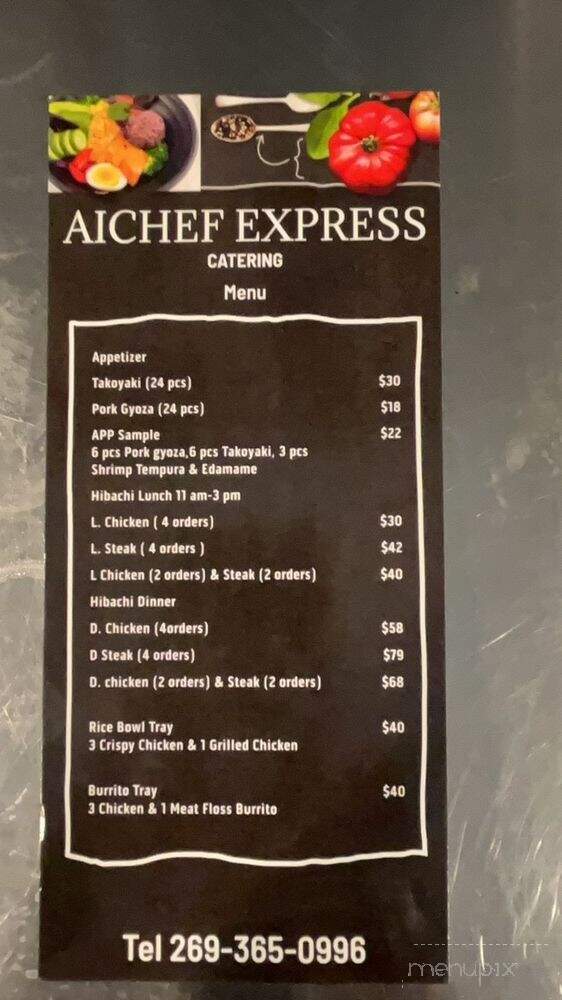 AICHEF EXPRESS
CATERING
Menu
Appetizer
Takoyaki (24 pcs) $30
Pork Gyoza (24 pcs) $18
APP Sample $22
6 pcs Pork gyoza,6 pcs Takoyaki, 3 pcs
Shrimp Tempura & Edamame
Hibachi Lunch 11 am-3 pm
L. Chicken ( 4 orders) $30
L. Steak ( 4 orders ) $42
L Chicken (2 orders) & Steak (2 orders) $40
Hibachi Dinner
D. Chicken (4orders) $58
D Steak (4 orders) $79
D. chicken (2 orders) & Steak (2 orders) $68
Rice Bowl Tray $40
3 Crispy Chicken & 1 Grilled Chicken
Burrito Tray $40
3 Chicken & 1 Meat Floss Burrito
Tel 269-365-0996
menupix